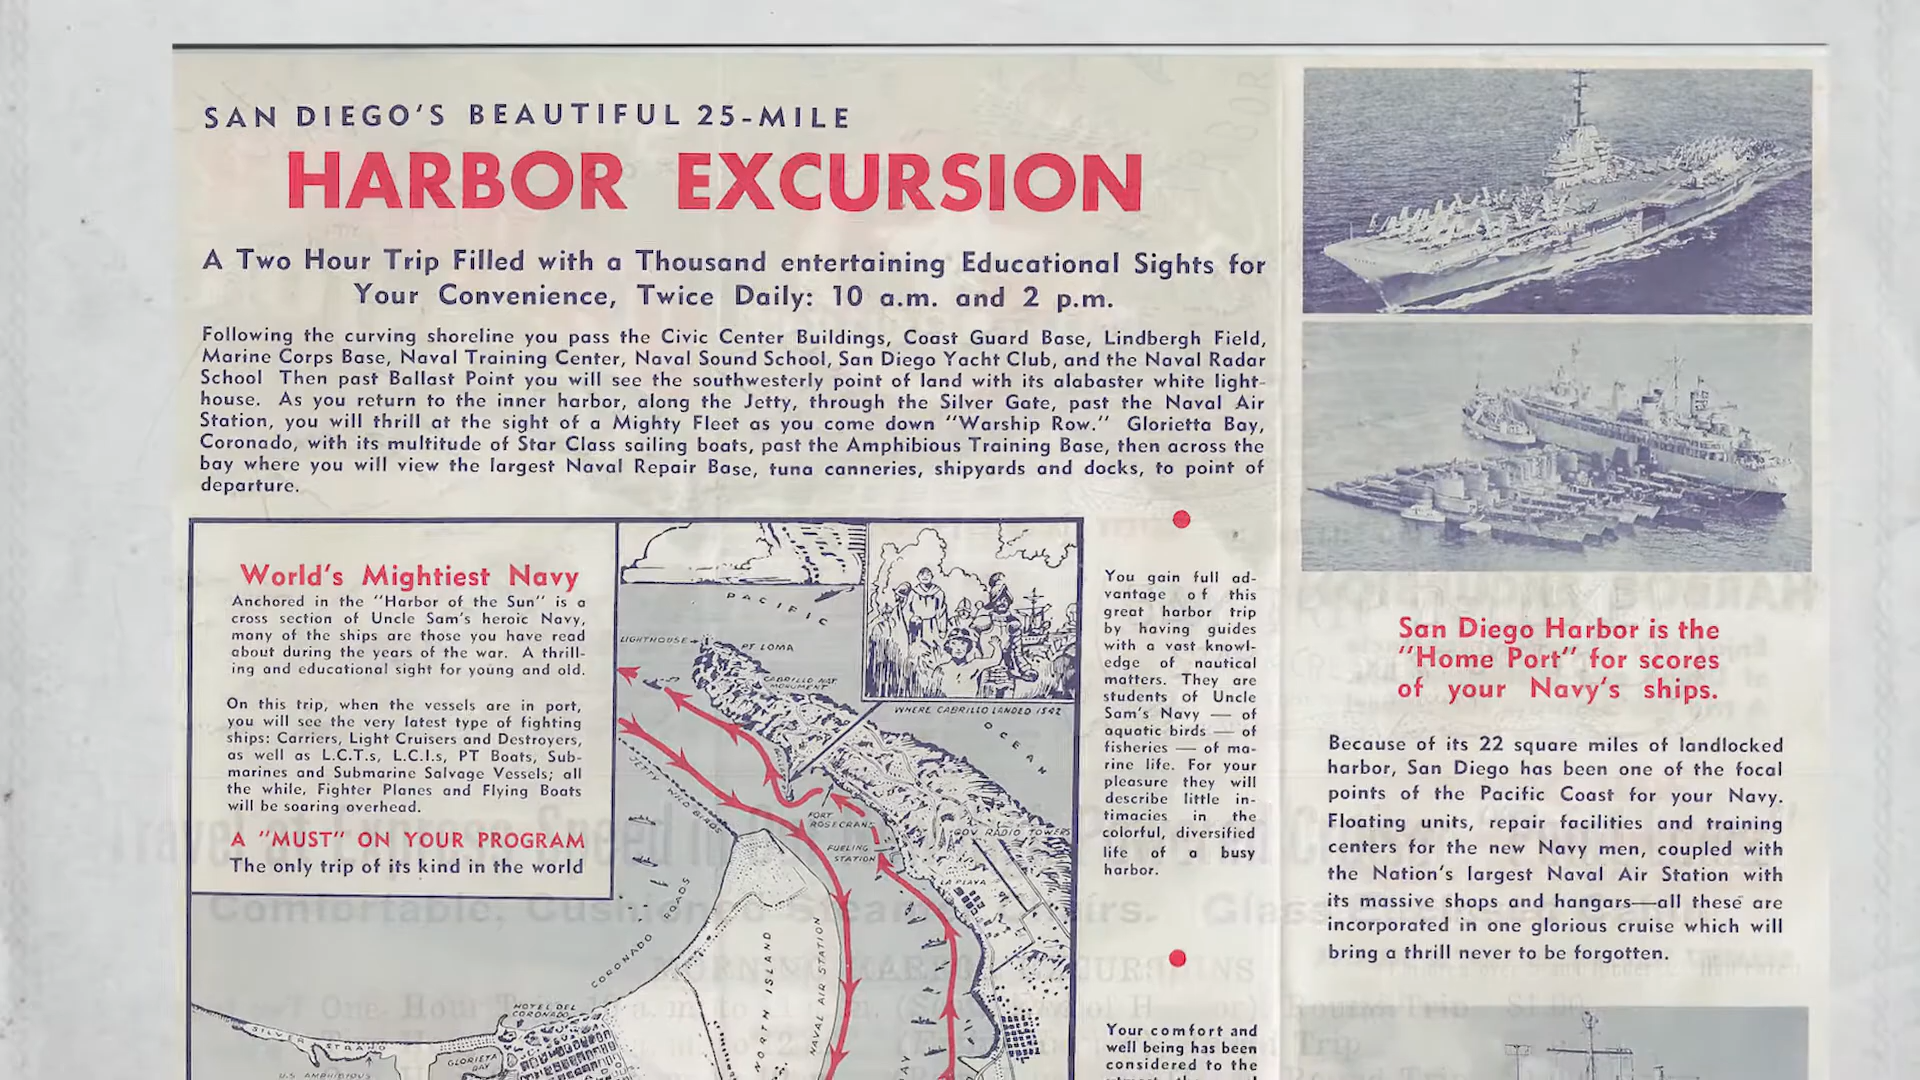 SAN DIEGO'S BEAUTIFUL 25-MILE
HARBOR EXCURSION
A Two Hour Trip Filled with a Thousand entertaining Educational Sights for
Your Convenience, Twice Daily: 10 a.m. and 2 p.m.
Following the curving shoreline you pass the Civic Center Buildings, Coast Guard Base, Lindbergh Field,
Marine Corps Base, Naval Training Center, Naval Sound School, San Diego Yacht Club, and the Naval Radar
School Then past Ballast Point you will see the southwesterly point of land with its alabaster white light-
house. As you return to the inner harbor, along the Jetty, through the Silver Gate, past the Naval Air
Station, you will thrill at the sight of a Mighty Fleet as you come down "Warship Row." Glorietta Bay,
Coronado, with its multitude of Star Class sailing boats, past the Amphibious Training Base, then across the
bay where you will view the largest Naval Repair Base, tuna canneries, shipyards and docks, to point of
departure.
World's Mightiest Navy
Anchored in the "Harbor of the Sun" is a
cross section of Uncle Sam's heroic Navy,
many of the ships are those you have read
about during the years of the war. A thrill-
ing and educational sight for young and old.
On this trip, when the vessels are in port,
you will see the very latest type of fighting
ships: Carriers, Light Cruisers and Destroyers,
as well as L.C.T.s, L.C.I.s, PT Boats, Sub-
marines and Submarine Salvage Vessels; all
the while, Fighter Planes and Flying Boats
will be soaring overhead.
A "MUST" ON YOUR PROGRAM
The only trip of its kind in the world
PACIFIC
OCEAN
LIGHTHOUSE
PT LOMA
CABRILLO NAT
MONUMENT
WHERE CABRILLO LANDED 1542
JETTY
WILD BIRDS
FORT
ROSECRANS
GOV RADIO TOWERS
FUELING
STATION
LA PLAYA
CORONADO ROADS
NORTH ISLAND
NAVAL AIR STATION
HOTEL DEL
CORONADO
SILVER STRAND
GLORIETA
BAY
U.S. AMPHIBIOUS
BAY
You gain full ad-
vantage of this
great harbor trip
by having guides
with a vast knowl-
edge of nautical
matters. They are
students of Uncle
Sam's Navy — of
aquatic birds — of
fisheries — of ma-
rine life. For your
pleasure they will
describe little in-
timacies in the
colorful, diversified
life of a busy
harbor.
Your comfort and
well being has been
considered to the
San Diego Harbor is the
"Home Port" for scores
of your Navy's ships.
Because of its 22 square miles of landlocked
harbor, San Diego has been one of the focal
points of the Pacific Coast for your Navy.
Floating units, repair facilities and training
centers for the new Navy men, coupled with
the Nation's largest Naval Air Station with
its massive shops and hangars—all these are
incorporated in one glorious cruise which will
bring a thrill never to be forgotten.